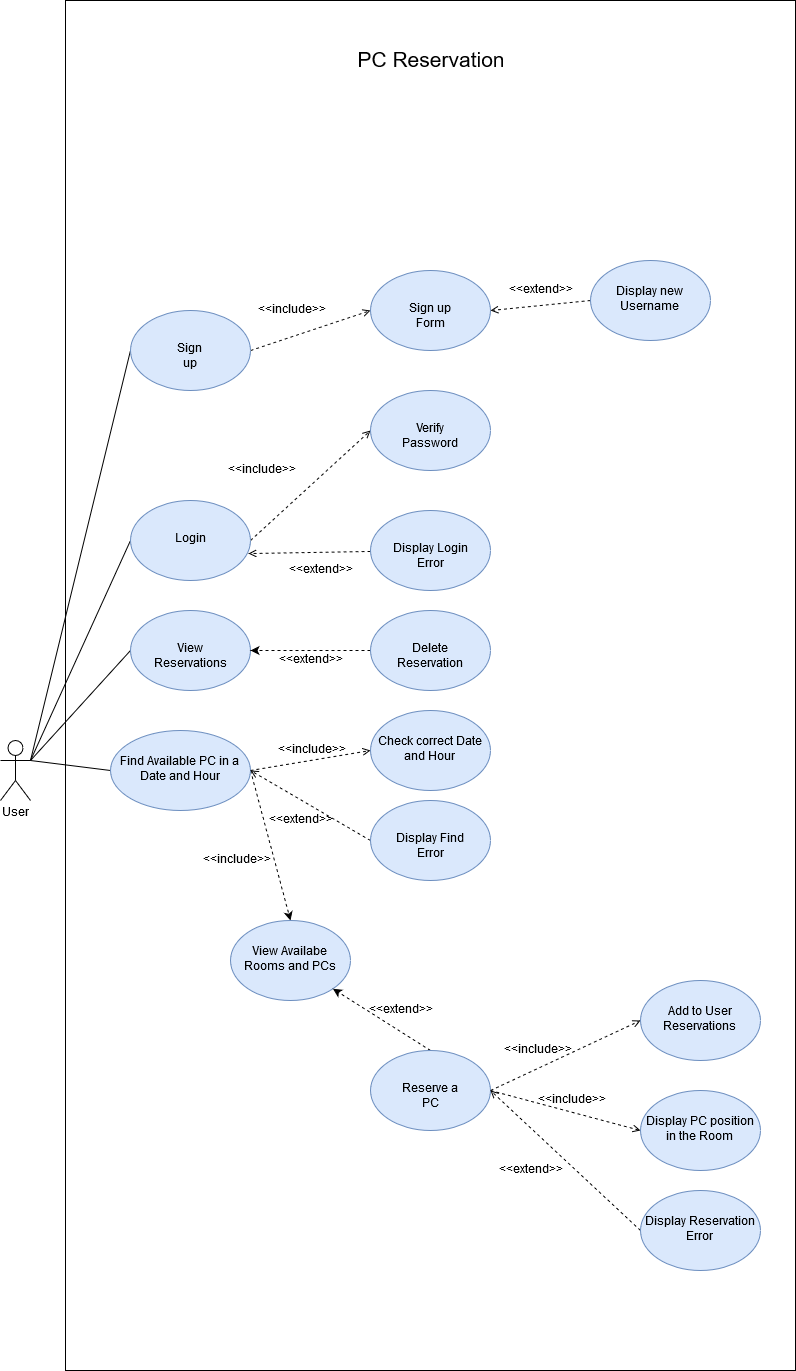 PC Reservation
<<include>>
Sign up
Form
<<extend>>
Display new
Username
Sign
up
Verify
Password
<<include>>
Login
Display Login
Error
<<extend>>
View
Reservations
<<extend>>
Delete
Reservation
User
Find Available PC in a
Date and Hour
<<include>>
Check correct Date
and Hour
<<extend>>
Display Find
Error
<<include>>
View Availabe
Rooms and PCs
<<extend>>
Reserve a
PC
<<include>>
Add to User
Reservations
<<include>>
Display PC position
in the Room
<<extend>>
Display Reservation
Error